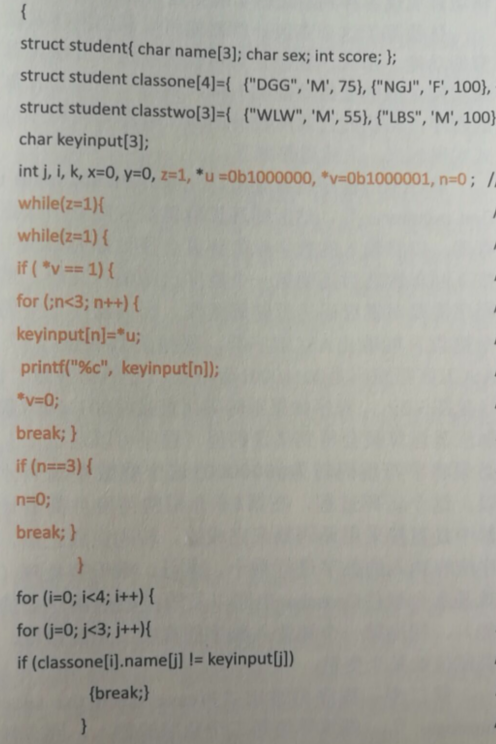 {
struct student{ char name[3]; char sex; int score; };
struct student classone[4]={ {"DGG", 'M', 75}, {"NGJ", 'F', 100},
struct student classtwo[3]={ {"WLW", 'M', 55}, {"LBS", 'M', 100}
char keyinput[3];
int j, i, k, x=0, y=0, z=1, *u =0b1000000, *v=0b1000001, n=0 ; /
while(z=1){
while(z=1) {
if ( *v == 1) {
for (;n<3; n++) {
keyinput[n]=*u;
printf("%c", keyinput[n]);
*v=0;
break; }
if (n==3) {
n=0;
break; }
}
for (i=0; i<4; i++) {
for (j=0; j<3; j++){
if (classone[i].name[j] != keyinput[j])
{break;}
}